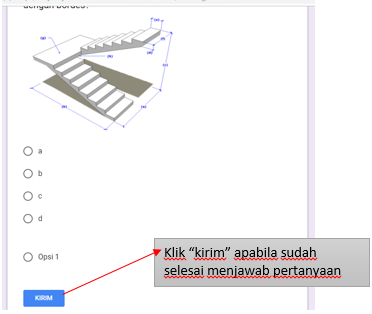 dengan bordes?
a
b
c
d
Opsi 1
KIRIM
Klik “kirim” apabila sudah
selesai menjawab pertanyaan